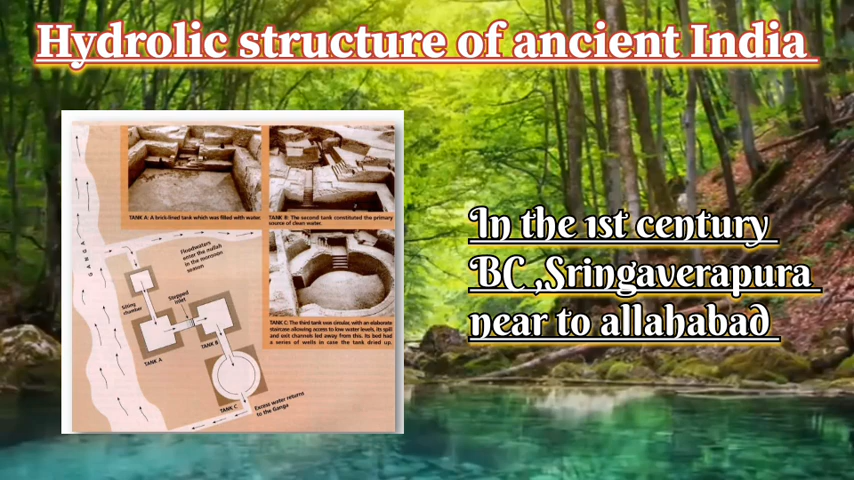 Hydrolic structure of ancient India
TANK A: A brick-lined tank which was filled with water.
TANK B: The second tank constituted the primary
source of clean water.
GANGA
Floodwaters
enter the nullah
in the monsoon
season
Silting
chamber
Stepped
inlet
TANK A
TANK B
TANK C
Excess water returns
to the Ganga
TANK C: The third tank was circular, with an elaborate
staircase allowing access to low water levels. Its spill
and exit channels led away from this. Its bed had
a series of wells in case the tank dried up.
In the 1st century
BC ,Sringaverapura
near to allahabad